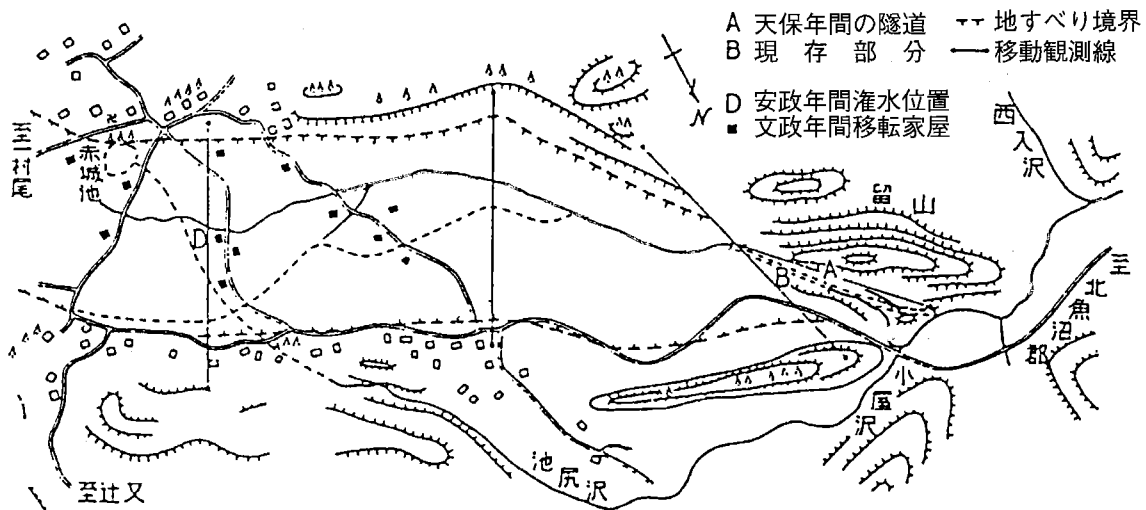 A 天保年間の隧道
地すべり境界
B 現存部分
移動観測線
D 安政年間潅水位置
■ 文政年間移転家屋
N
西入沢
至一村尾
赤城池
留山
D
A
B
至北魚沼郡
小屋沢
池尻沢
至辻又